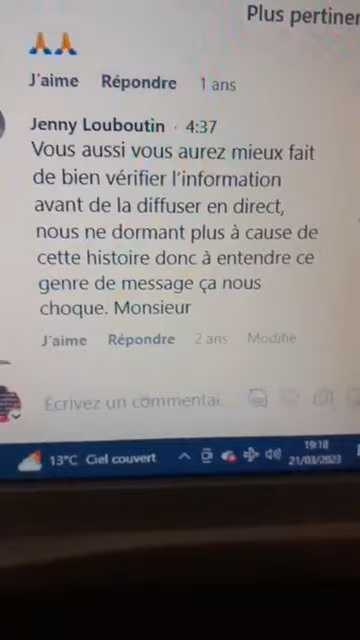 Plus pertiner
J'aime Répondre 1 ans
Jenny Louboutin · 4:37
Vous aussi vous aurez mieux fait
de bien vérifier l'information
avant de la diffuser en direct,
nous ne dormant plus à cause de
cette histoire donc à entendre ce
genre de message ça nous
choque. Monsieur
J'aime Répondre 2 ans Modifié
Écrivez un commentai...
13°C Ciel couvert
19:18
21/03/2023